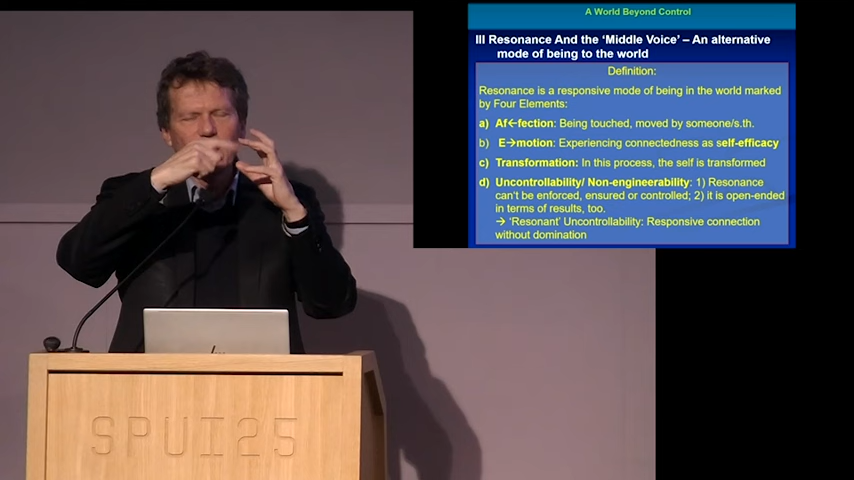 A World Beyond Control
III Resonance And the ‘Middle Voice’ – An alternative
mode of being to the world
Definition:
Resonance is a responsive mode of being in the world marked
by Four Elements:
a) Af←fection: Being touched, moved by someone/s.th.
b) E→motion: Experiencing connectedness as self-efficacy
c) Transformation: In this process, the self is transformed
d) Uncontrollability/ Non-engineerability: 1) Resonance
can’t be enforced, ensured or controlled; 2) it is open-ended
in terms of results, too.
→ ‘Resonant’ Uncontrollability: Responsive connection
without domination
SPUI25